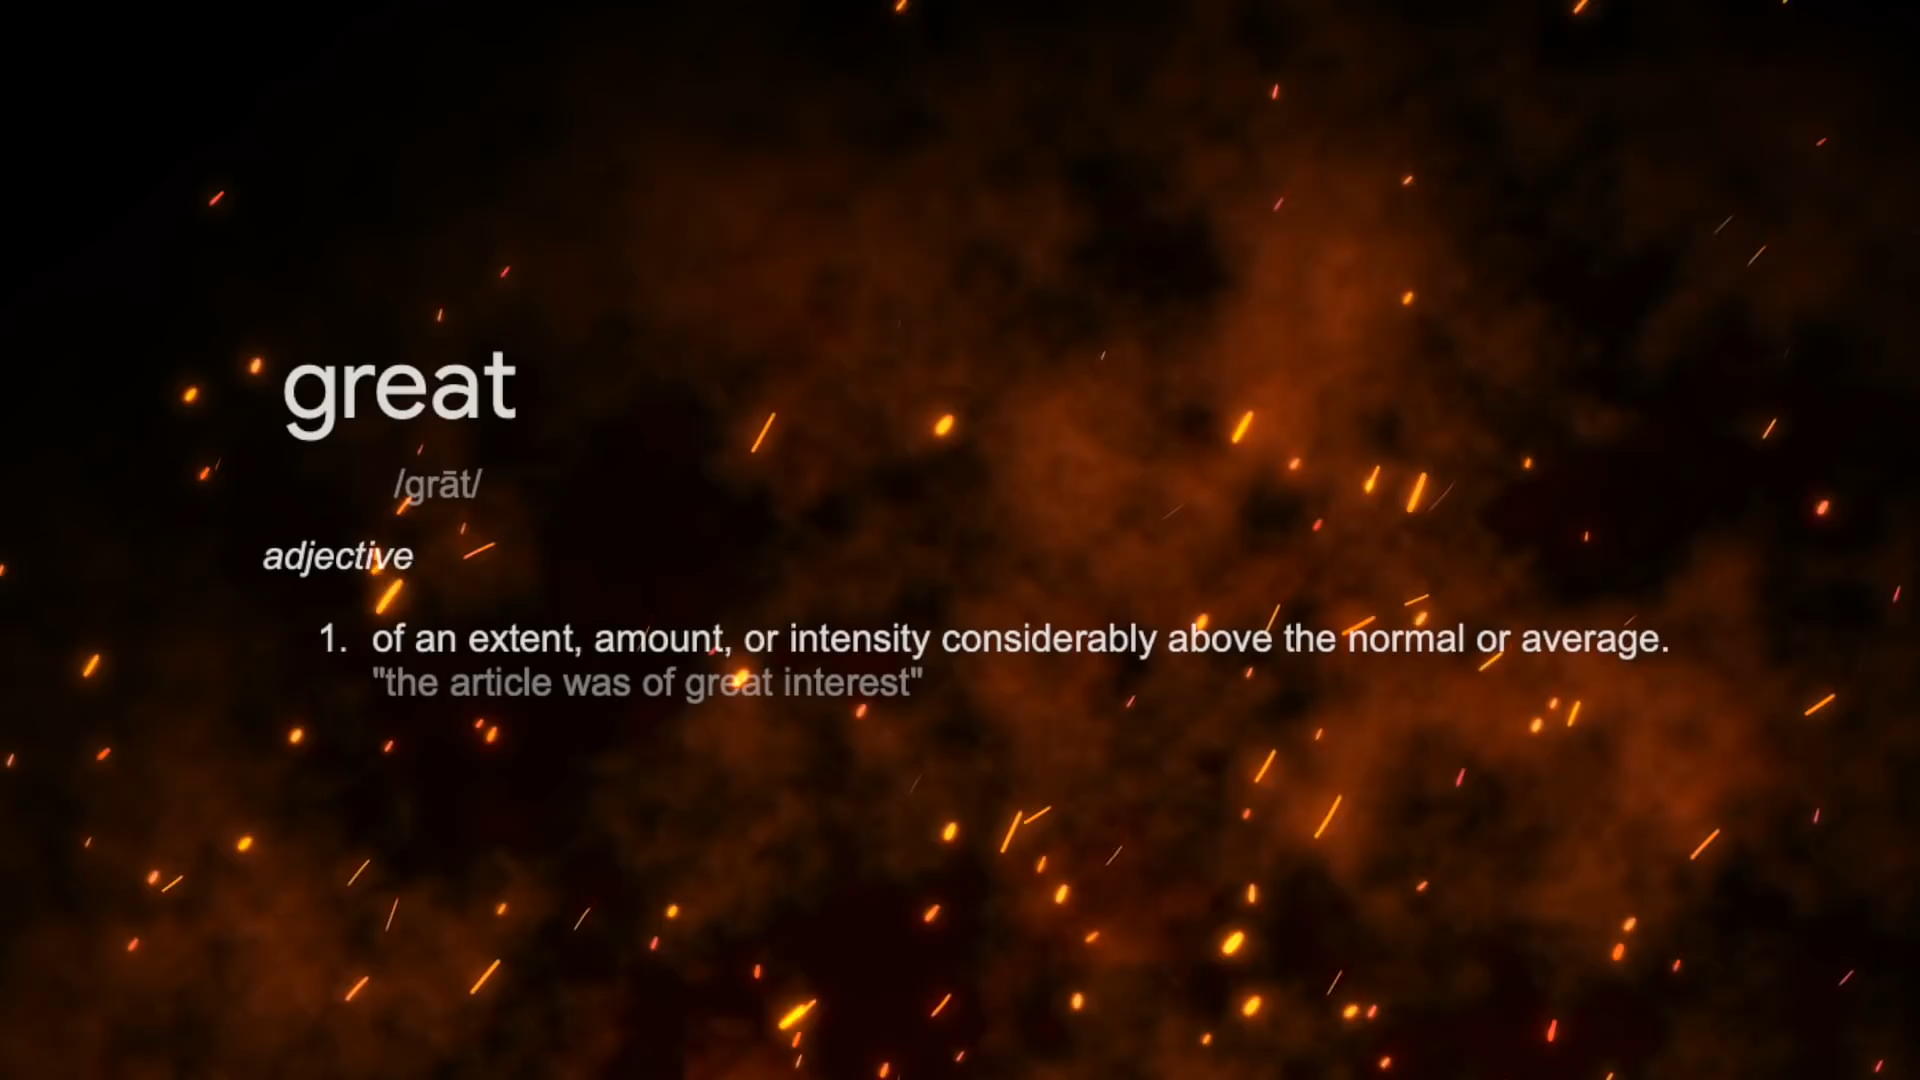 great
/grāt/
adjective
1. of an extent, amount, or intensity considerably above the normal or average.
"the article was of great interest"